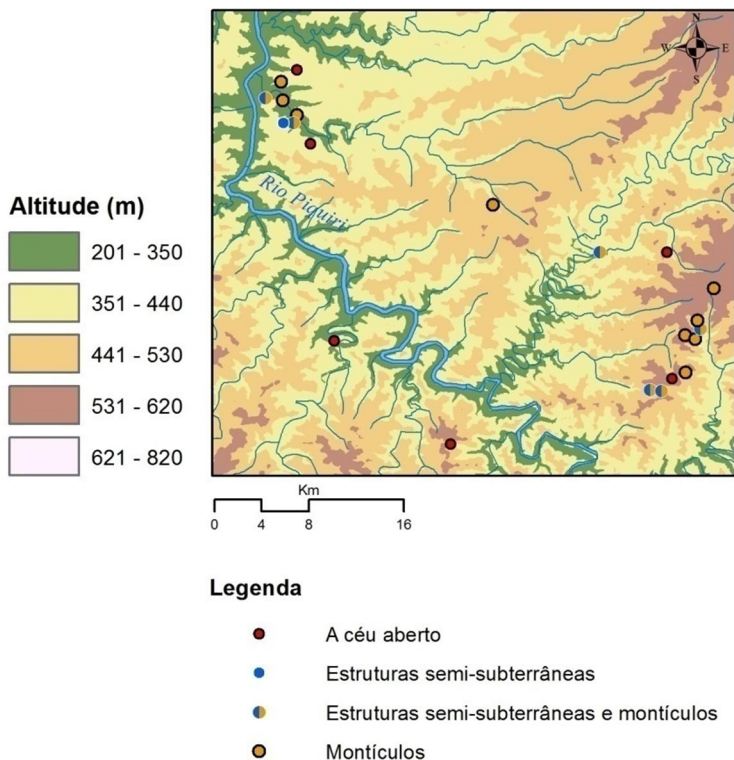 N
W E
S
Rio Piquiri
Altitude (m)
201 - 350
351 - 440
441 - 530
531 - 620
621 - 820
Km
0 4 8 16
Legenda
A céu aberto
Estruturas semi-subterrâneas
Estruturas semi-subterrâneas e montículos
Montículos